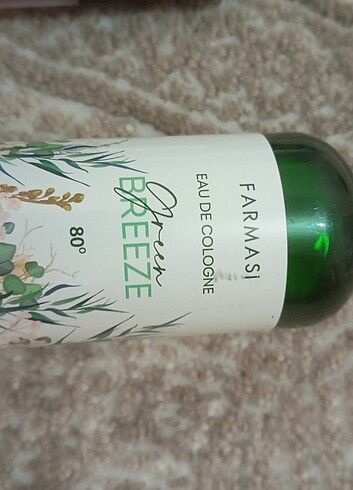 FARMASİ
EAU DE COLOGNE
Green
BREEZE
80°